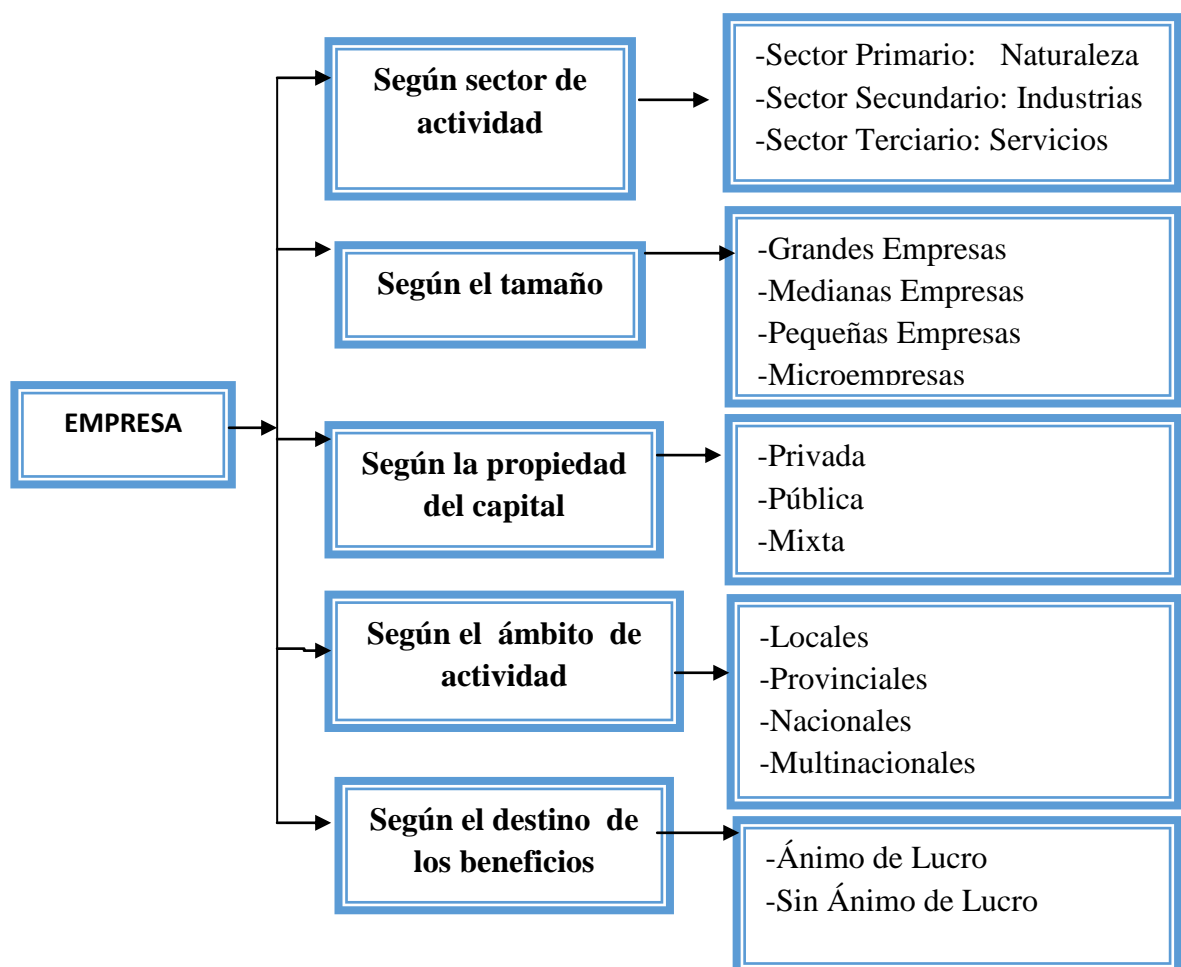 EMPRESA
Según sector de
actividad
-Sector Primario: Naturaleza
-Sector Secundario: Industrias
-Sector Terciario: Servicios
Según el tamaño
-Grandes Empresas
-Medianas Empresas
-Pequeñas Empresas
-Microempresas
Según la propiedad
del capital
-Privada
-Pública
-Mixta
Según el ámbito de
actividad
-Locales
-Provinciales
-Nacionales
-Multinacionales
Según el destino de
los beneficios
-Ánimo de Lucro
-Sin Ánimo de Lucro